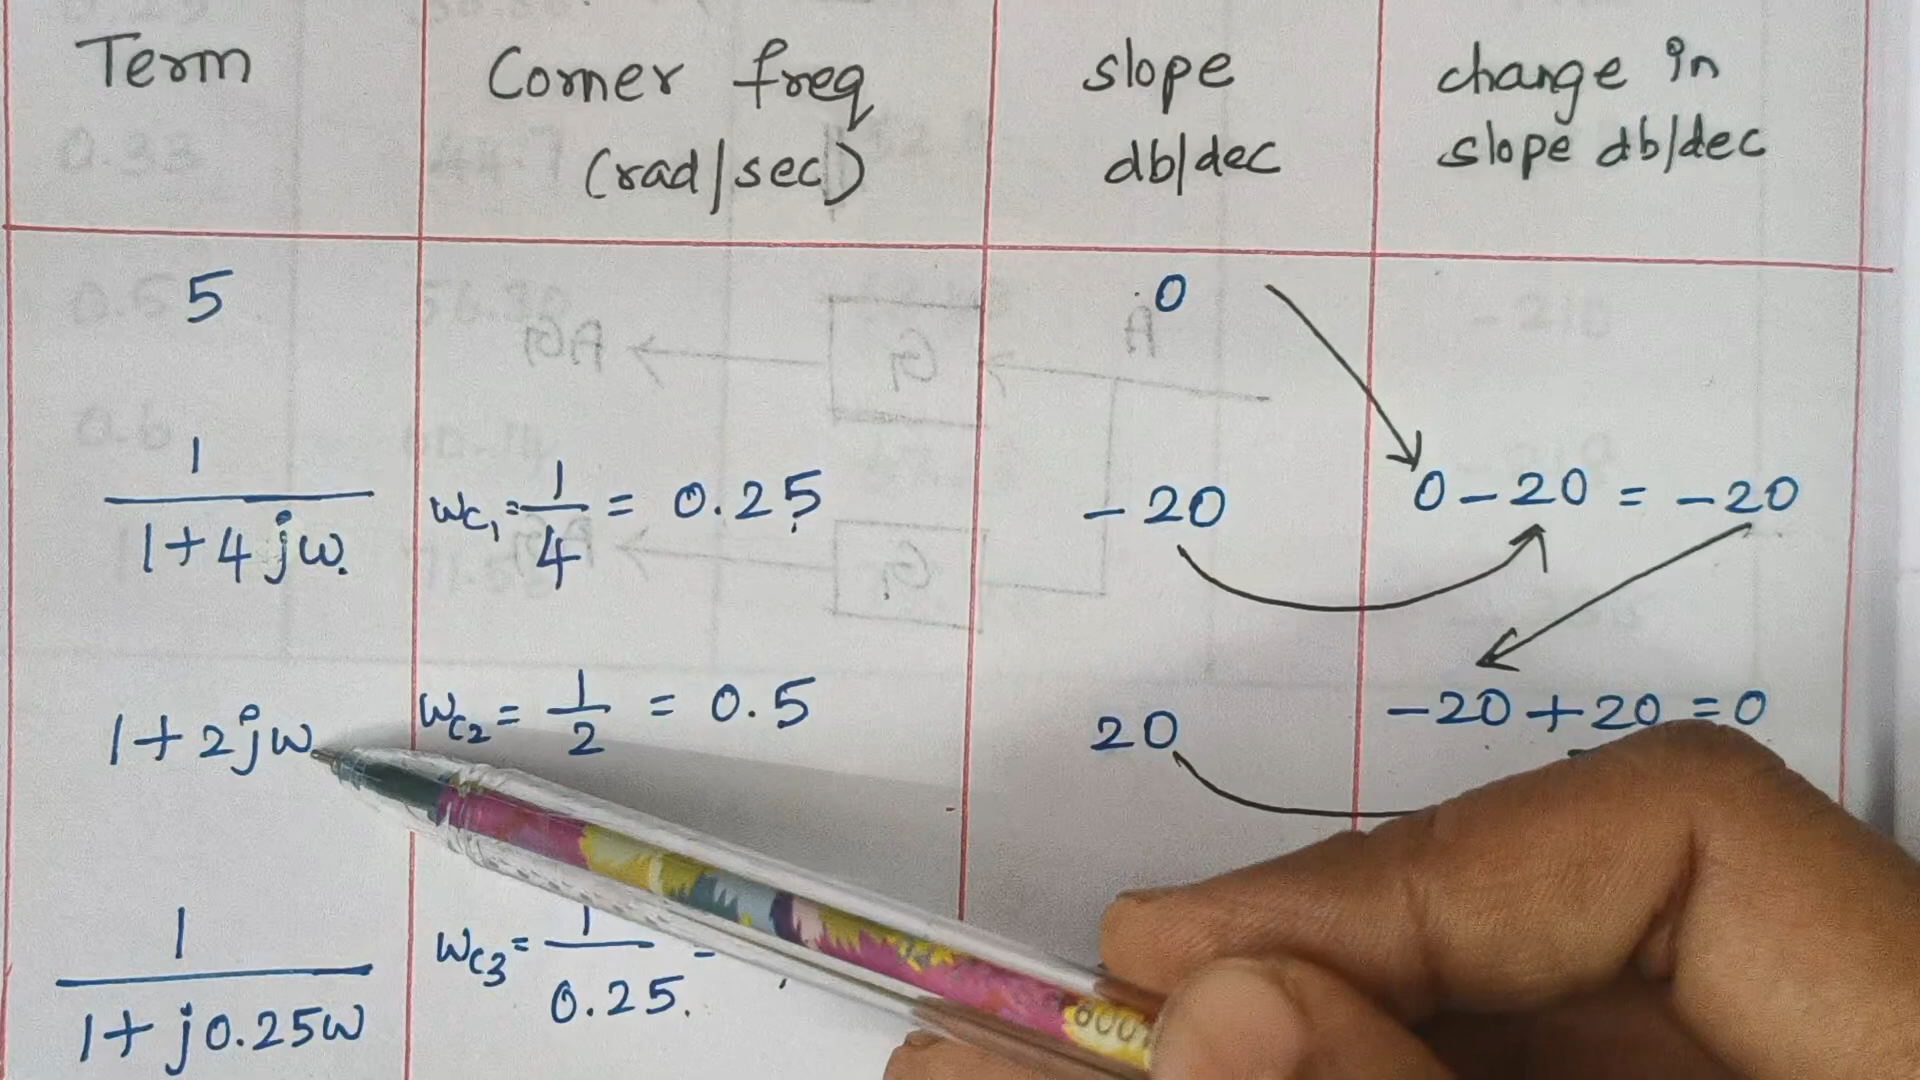 Term
Corner freq
(rad/sec)
slope
db/dec
change in
slope db/dec
5
0
1
1+4jω
ωc1 = 1/4 = 0.25
-20
0-20 = -20
1+2jω
ωc2 = 1/2 = 0.5
20
-20+20 = 0
1
1+j0.25ω
ωc3 = 1/0.25 =